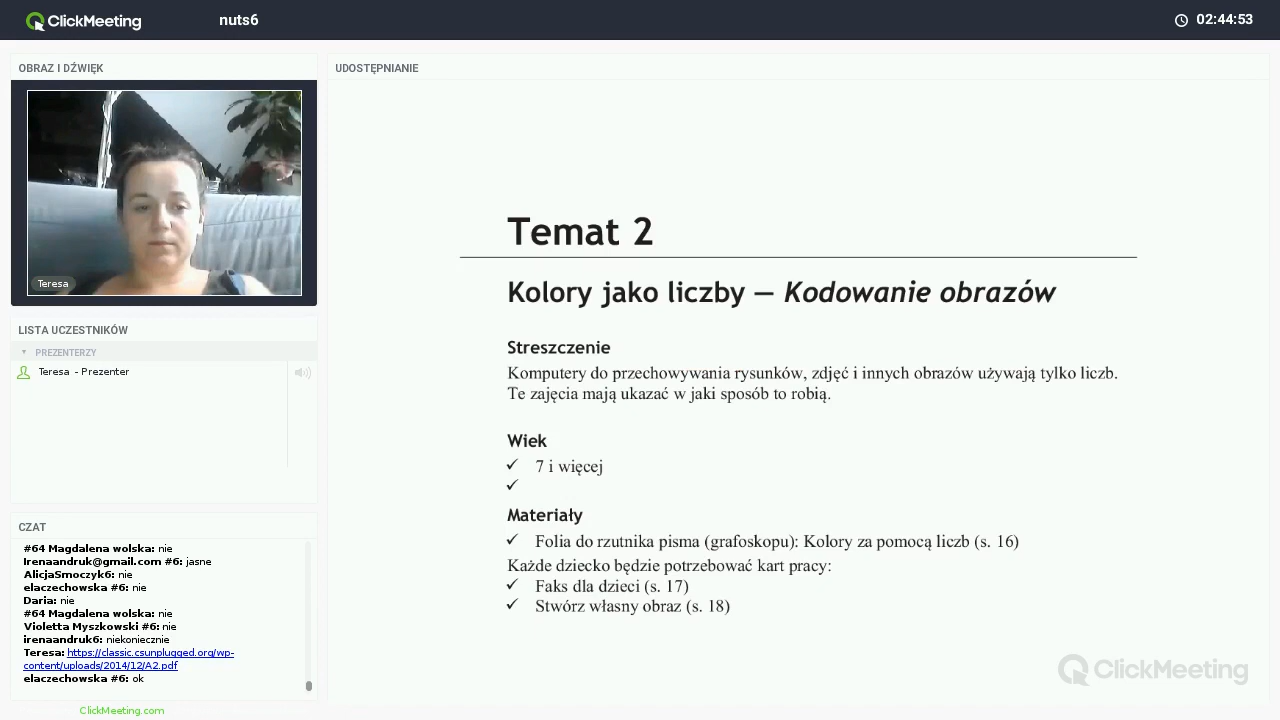 ClickMeeting
nuts6
02:44:53
OBRAZ I DŹWIĘK
Teresa
LISTA UCZESTNIKÓW
PREZENTERZY
Teresa - Prezenter
CZAT
#64 Magdalena wolska: nie
Irenaandruk@gmail.com #6: jasne
AlicjaSmoczyk6: nie
elaczechowska #6: nie
Daria: nie
#64 Magdalena wolska: nie
Violetta Myszkowski #6: nie
irenaandruk6: niekoniecznie
Teresa: https://classic.csunplugged.org/wp-
content/uploads/2014/12/A2.pdf
elaczechowska #6: ok
ClickMeeting.com
UDOSTĘPNIANIE
Temat 2
Kolory jako liczby — Kodowanie obrazów
Streszczenie
Komputery do przechowywania rysunków, zdjęć i innych obrazów używają tylko liczb.
Te zajęcia mają ukazać w jaki sposób to robią.
Wiek
✓ 7 i więcej
✓
Materiały
✓ Folia do rzutnika pisma (grafoskopu): Kolory za pomocą liczb (s. 16)
Każde dziecko będzie potrzebować kart pracy:
✓ Faks dla dzieci (s. 17)
✓ Stwórz własny obraz (s. 18)
ClickMeeting